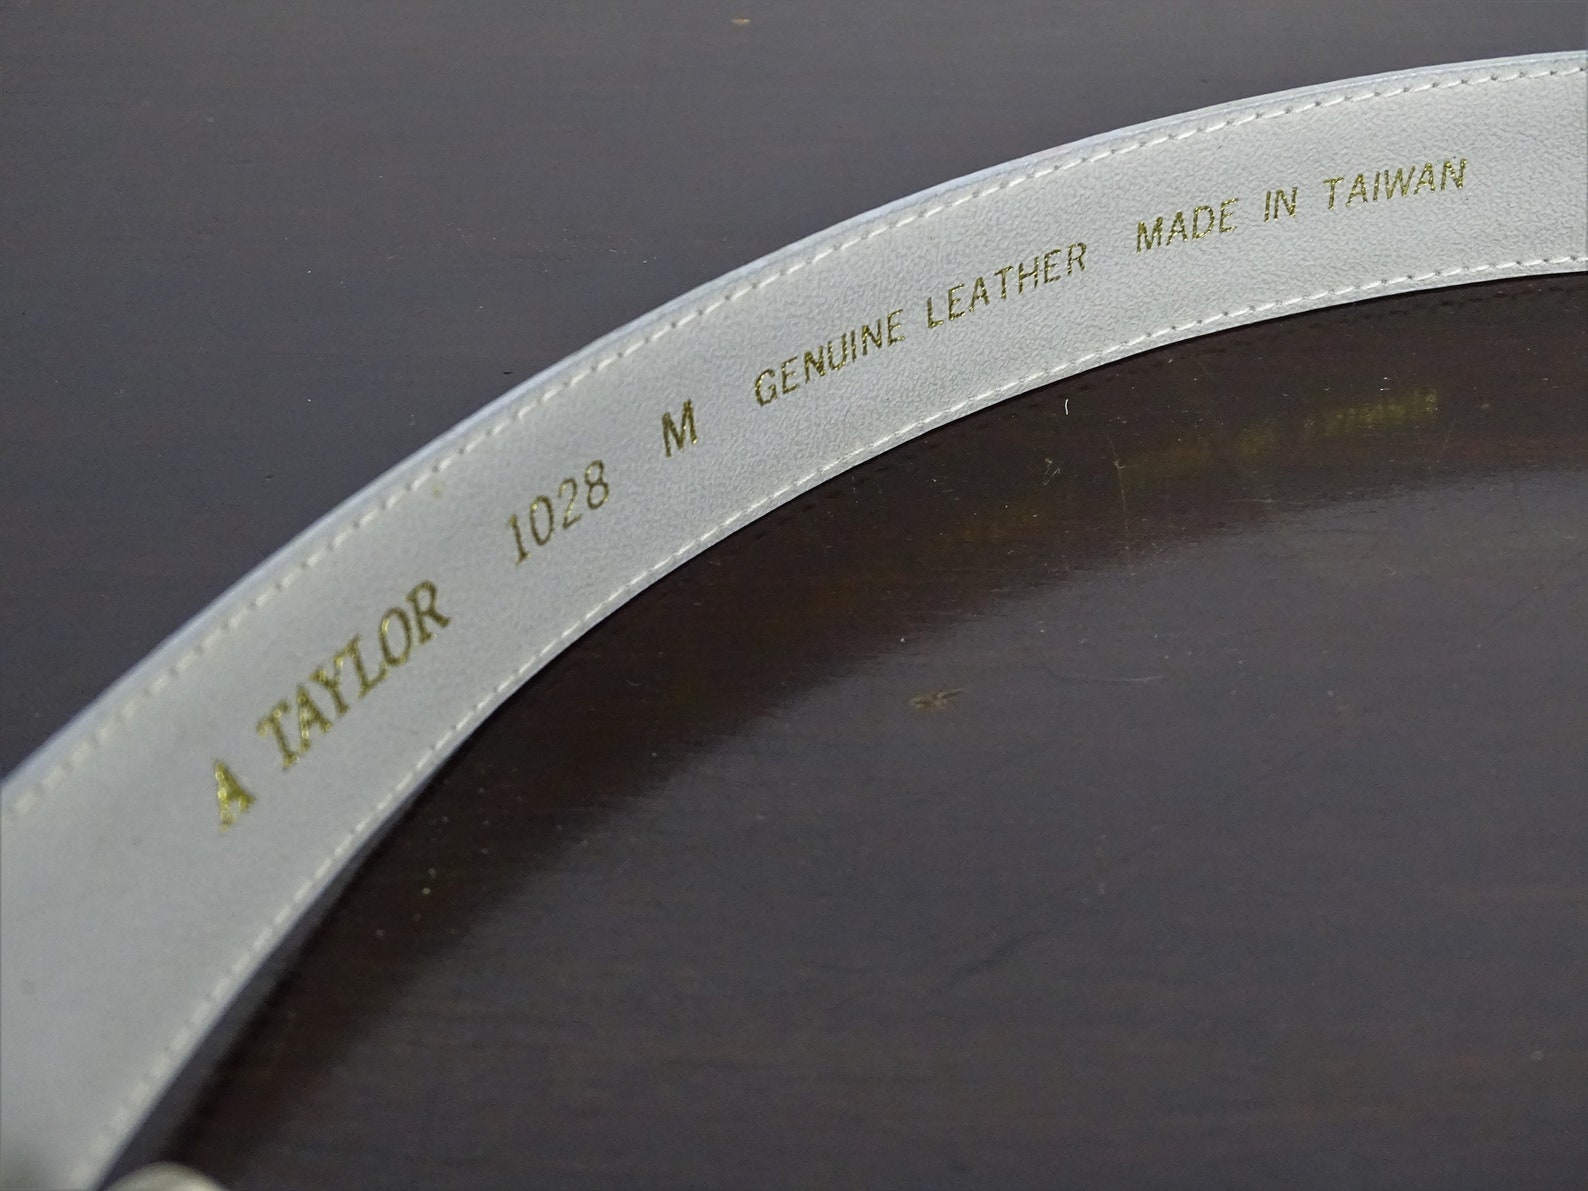 A TAYLOR 1028 M GENUINE LEATHER MADE IN TAIWAN